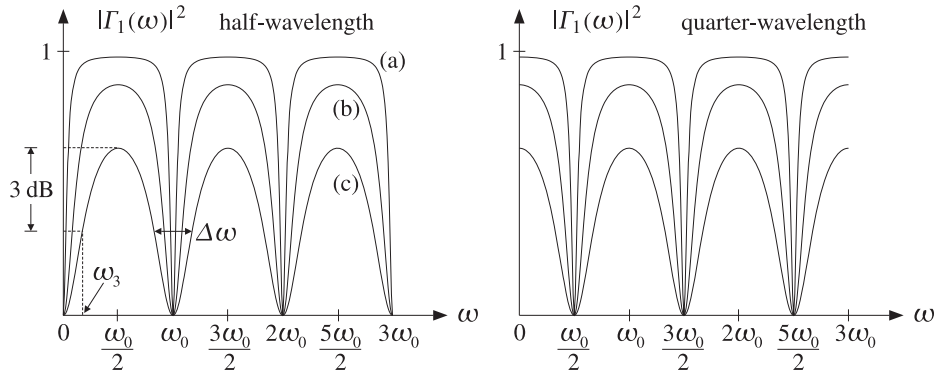 |Γ₁(ω)|² half-wavelength
1
(a)
(b)
(c)
3 dB
Δω
ω₃
0 ω₀/2 ω₀ 3ω₀/2 2ω₀ 5ω₀/2 3ω₀ ω
|Γ₁(ω)|² quarter-wavelength
1
(a)
(b)
(c)
0 ω₀/2 ω₀ 3ω₀/2 2ω₀ 5ω₀/2 3ω₀ ω